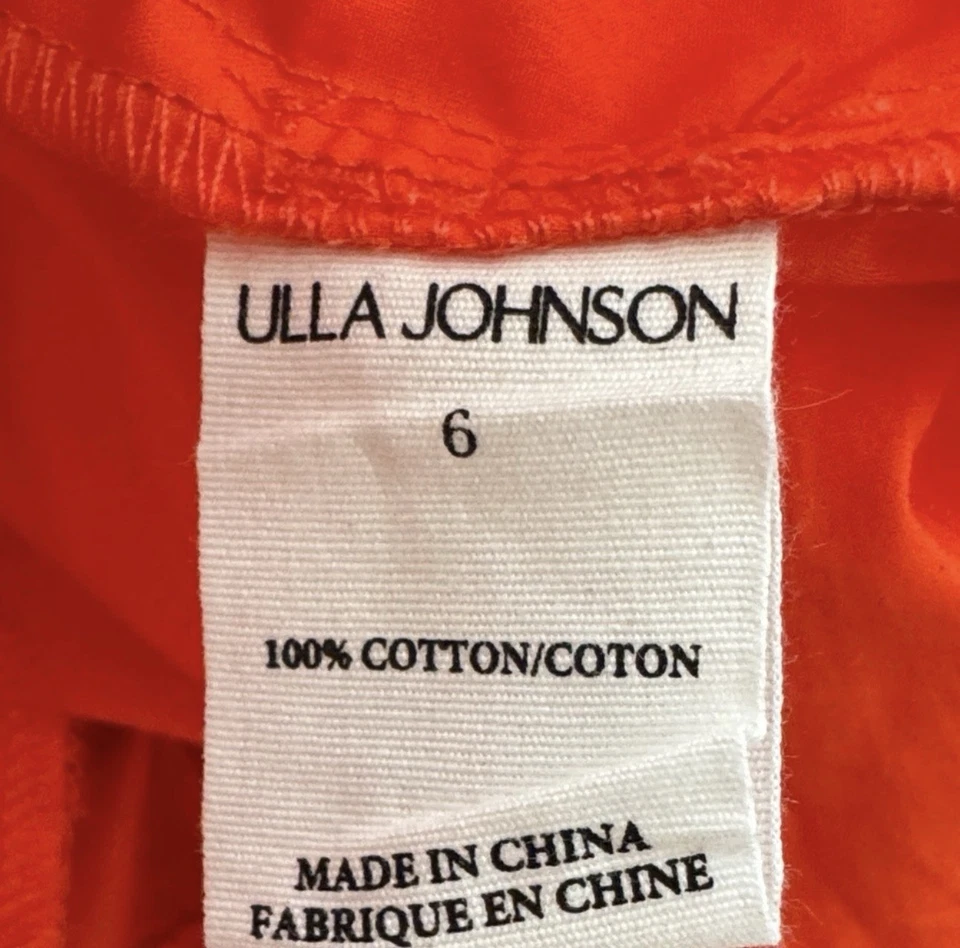 ULLA JOHNSON
6
100% COTTON/COTON
MADE IN CHINA
FABRIQUE EN CHINE